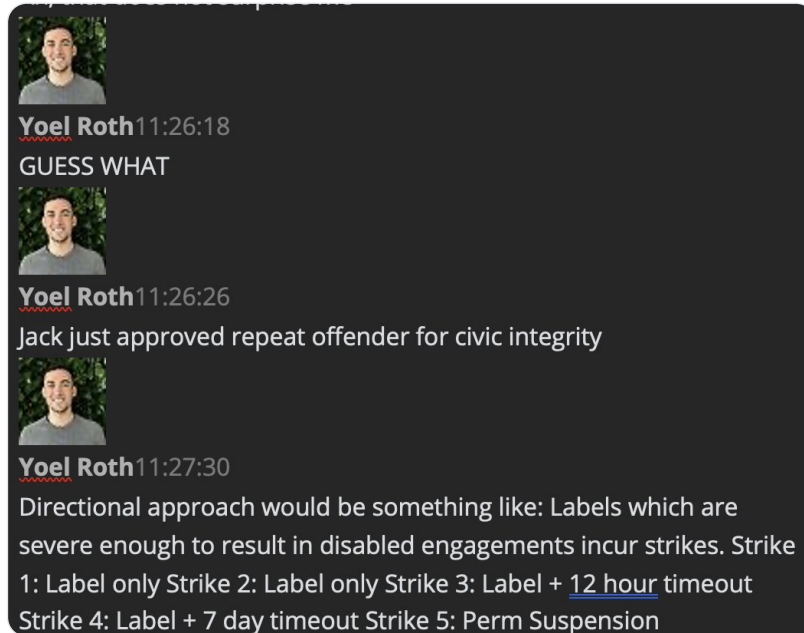 Yoel Roth11:26:18
GUESS WHAT
Yoel Roth11:26:26
Jack just approved repeat offender for civic integrity
Yoel Roth11:27:30
Directional approach would be something like: Labels which are
severe enough to result in disabled engagements incur strikes. Strike
1: Label only Strike 2: Label only Strike 3: Label + 12 hour timeout
Strike 4: Label + 7 day timeout Strike 5: Perm Suspension